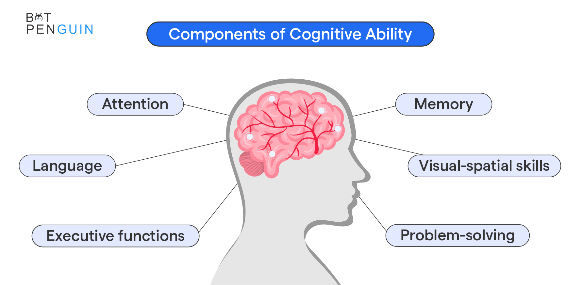 BOT
PENGUIN
Components of Cognitive Ability
Attention
Memory
Language
Visual-spatial skills
Executive functions
Problem-solving